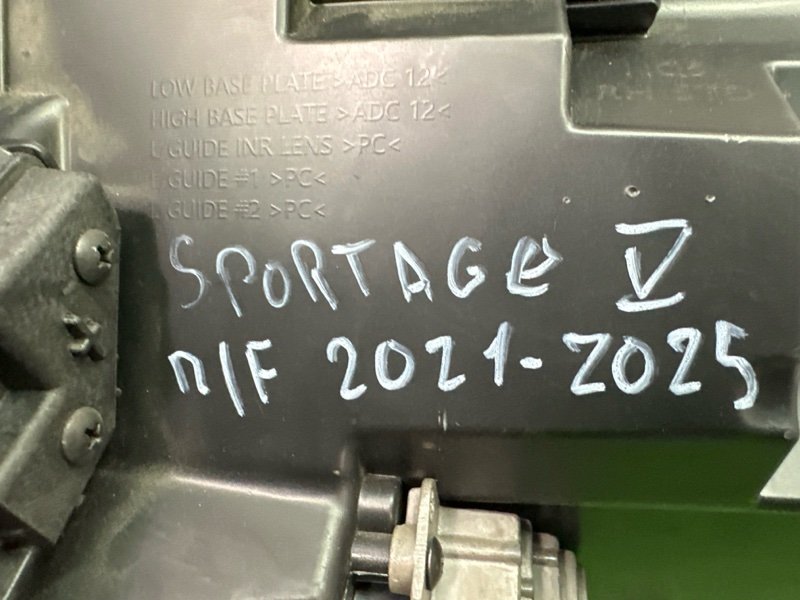 LOW BASE PLATE >ADC 12<
HIGH BASE PLATE >ADC 12<
L GUIDE INR LENS >PC<
L GUIDE #1 >PC<
L GUIDE #2 >PC<
SPORTAGE V
П/F 2021-2025